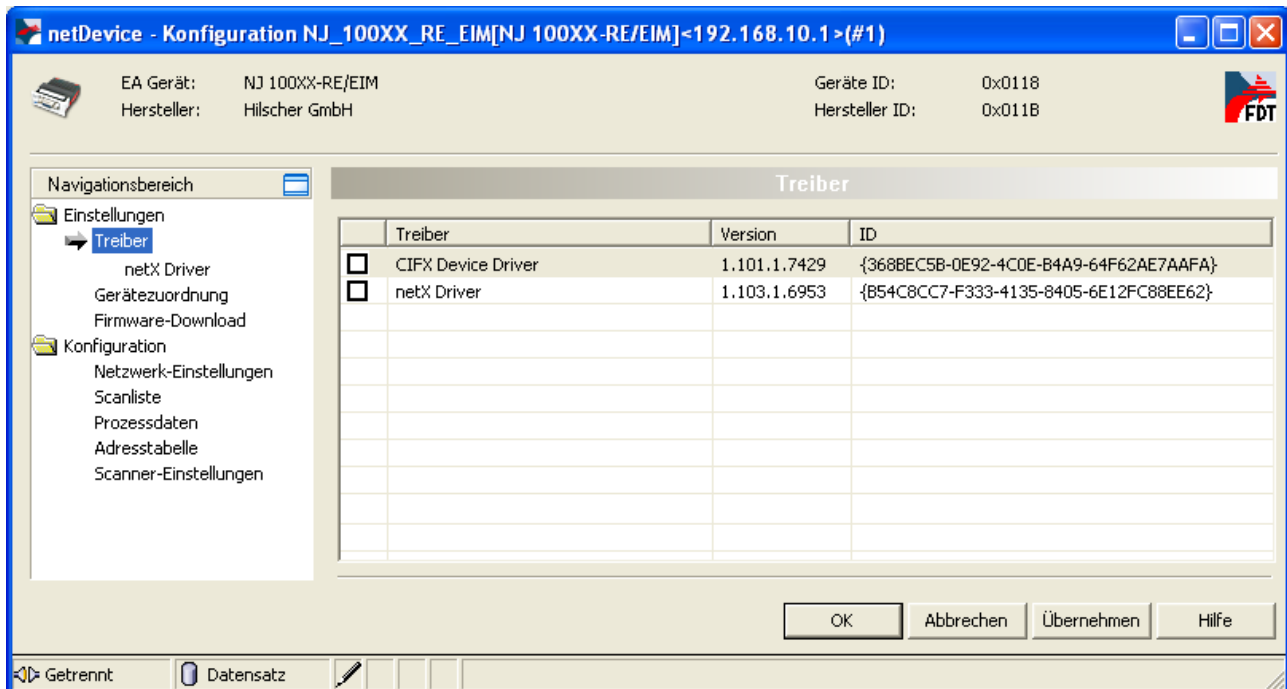 netDevice - Konfiguration NJ_100XX_RE_EIM[NJ 100XX-RE/EIM]<192.168.10.1>(#1)
EA Gerät: NJ 100XX-RE/EIM Geräte ID: 0x0118
Hersteller: Hilscher GmbH Hersteller ID: 0x011B
FDT
Navigationsbereich
Einstellungen
Treiber
netX Driver
Gerätezuordnung
Firmware-Download
Konfiguration
Netzwerk-Einstellungen
Scanliste
Prozessdaten
Adresstabelle
Scanner-Einstellungen
Treiber
Treiber Version ID
CIFX Device Driver 1.101.1.7429 {368BEC5B-0E92-4C0E-B4A9-64F62AE7AAFA}
netX Driver 1.103.1.6953 {B54C8CC7-F333-4135-8405-6E12FC88EE62}
OK Abbrechen Übernehmen Hilfe
Getrennt Datensatz